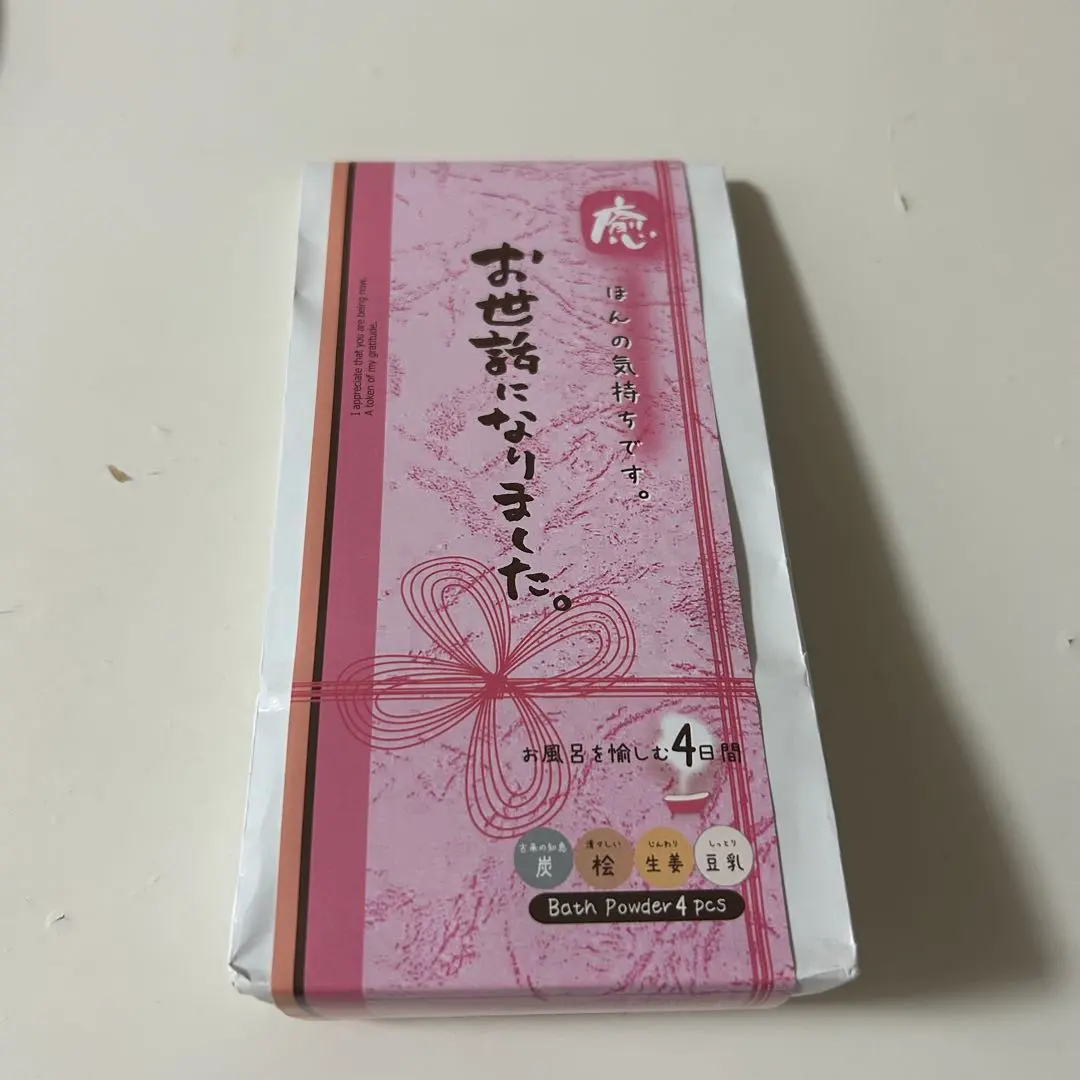 癒
ほんの気持ちです。
お世話になりました。
I appreciate that you are being now.
A token of my gratitude.
お風呂を愉しむ4日間
古来の知恵
炭
清々しい
桧
じんわり
生姜
しっとり
豆乳
Bath Powder 4 pcs